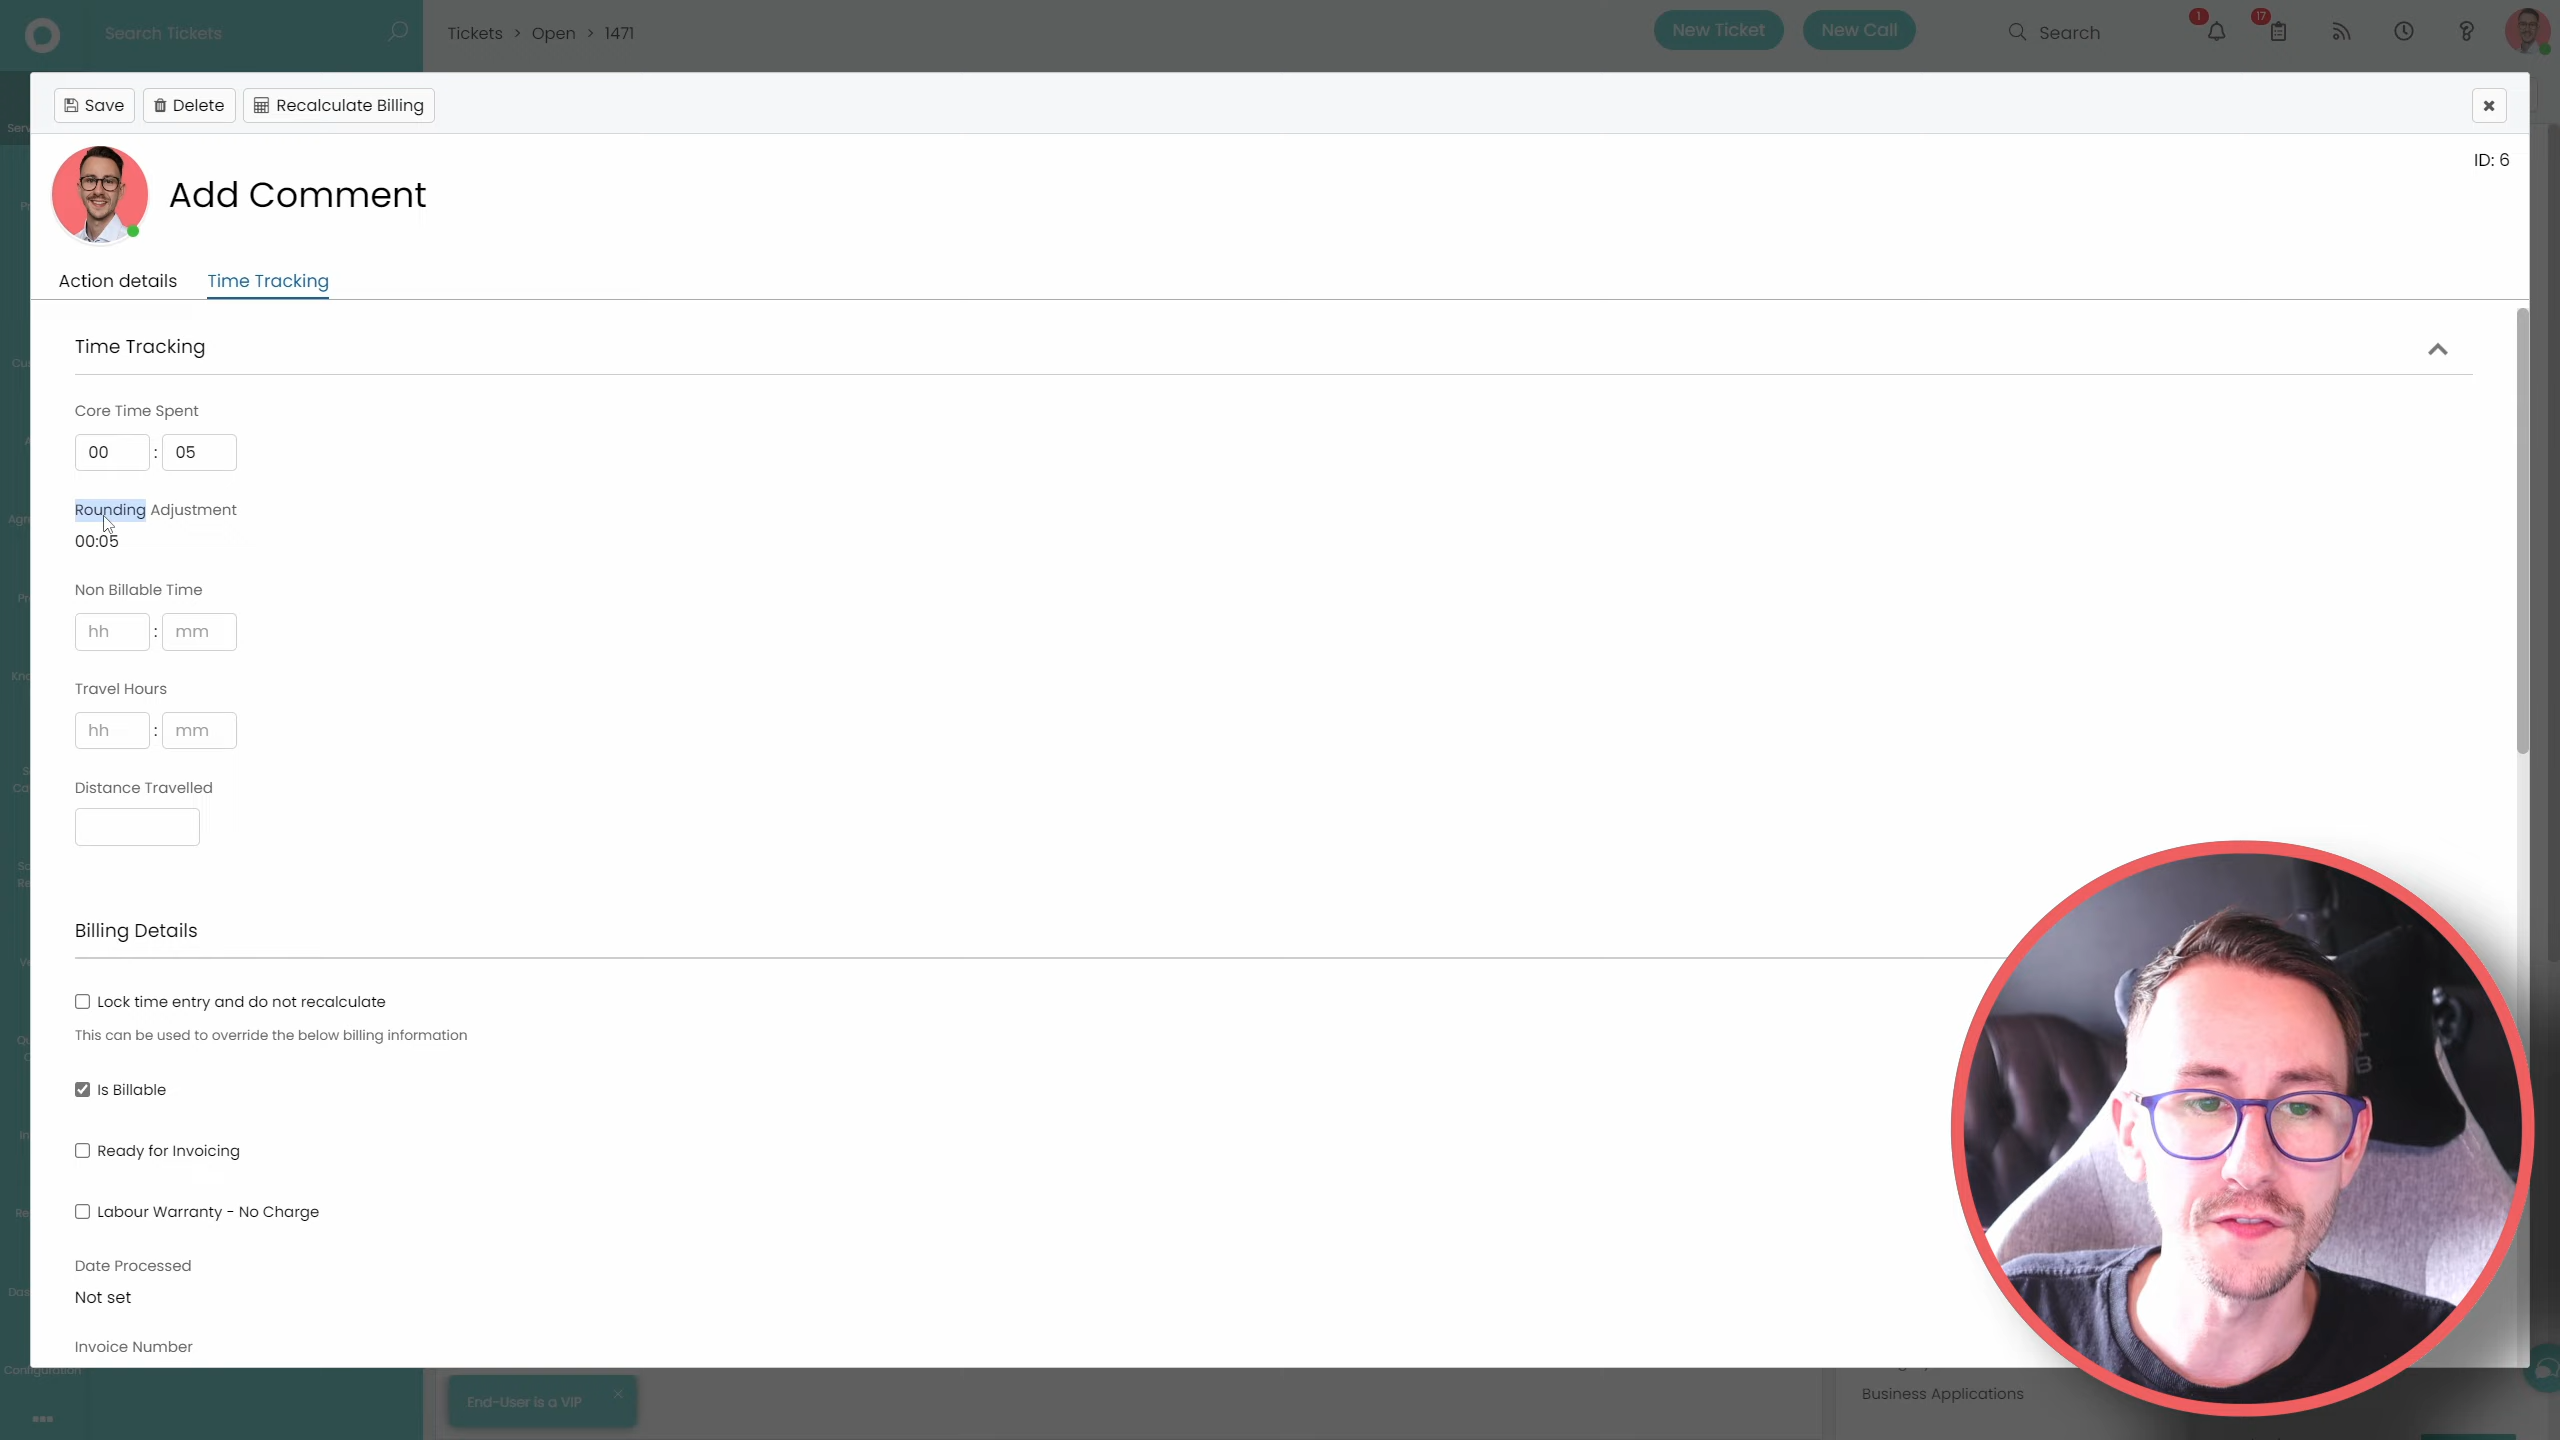 Search Tickets
Tickets > Open > 1471
New Ticket
New Call
Search
1
17
Save
Delete
Recalculate Billing
ID: 6
Add Comment
Action details
Time Tracking
Time Tracking
Core Time Spent
00 : 05
Rounding Adjustment
00:05
Non Billable Time
hh : mm
Travel Hours
hh : mm
Distance Travelled
Billing Details
Lock time entry and do not recalculate
This can be used to override the below billing information
Is Billable
Ready for Invoicing
Labour Warranty - No Charge
Date Processed
Not set
Invoice Number
Configuration
End-User is a VIP
Business Applications